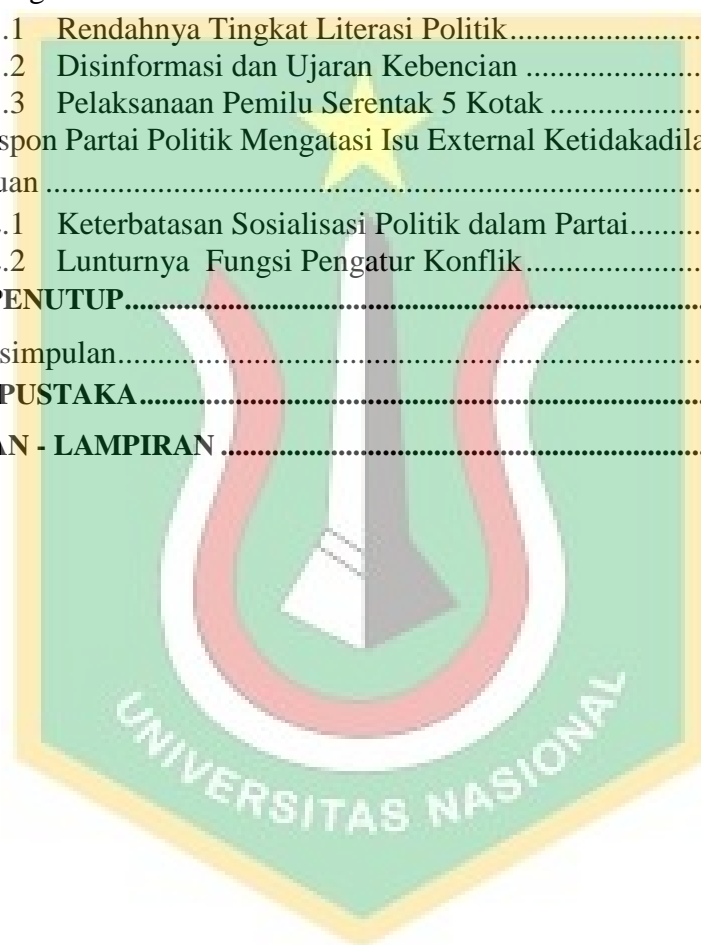 .1 Rendahnya Tingkat Literasi Politik...............................
.2 Disinformasi dan Ujaran Kebencian ...............................
.3 Pelaksanaan Pemilu Serentak 5 Kotak ...............................
spon Partai Politik Mengatasi Isu External Ketidakadila
uan ...............................
.1 Keterbatasan Sosialisasi Politik dalam Partai...............................
.2 Lunturnya Fungsi Pengatur Konflik...............................
PENUTUP...............................
simpulan...............................
PUSTAKA...............................
AN - LAMPIRAN ...............................
UNIVERSITAS NASIONAL